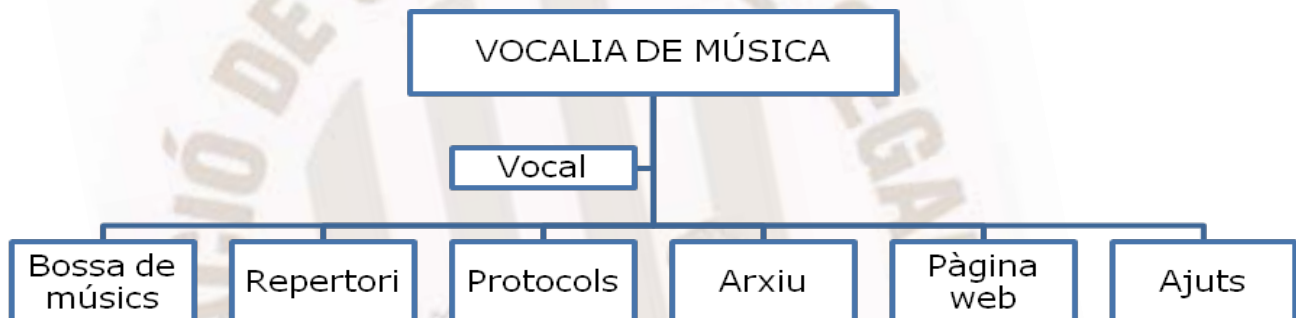 VOCALIA DE MÚSICA
Vocal
Bossa de
músics
Repertori
Protocols
Arxiu
Pàgina
web
Ajuts